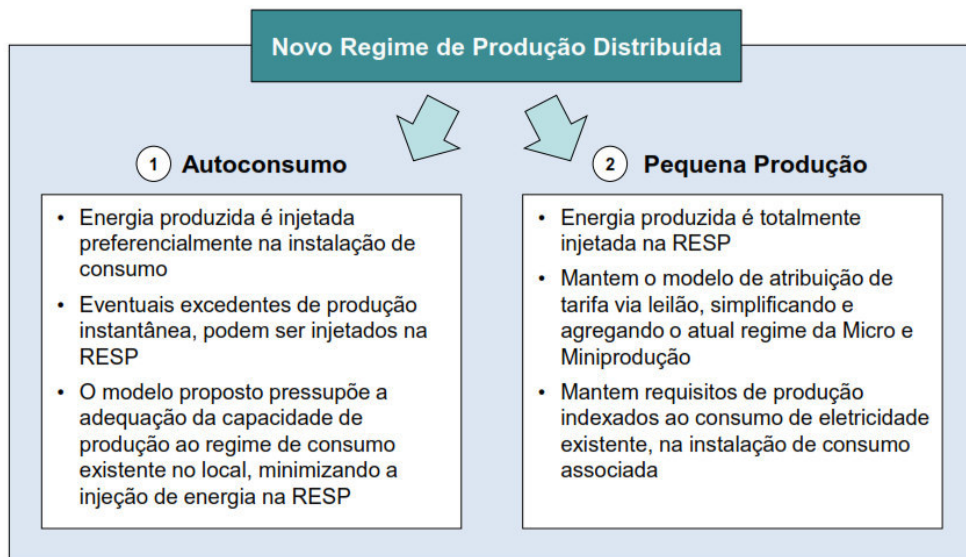 Novo Regime de Produção Distribuída
1 Autoconsumo
• Energia produzida é injetada
preferencialmente na instalação de
consumo
• Eventuais excedentes de produção
instantânea, podem ser injetados na
RESP
• O modelo proposto pressupõe a
adequação da capacidade de
produção ao regime de consumo
existente no local, minimizando a
injeção de energia na RESP
2 Pequena Produção
• Energia produzida é totalmente
injetada na RESP
• Mantem o modelo de atribuição de
tarifa via leilão, simplificando e
agregando o atual regime da Micro e
Miniprodução
• Mantem requisitos de produção
indexados ao consumo de eletricidade
existente, na instalação de consumo
associada